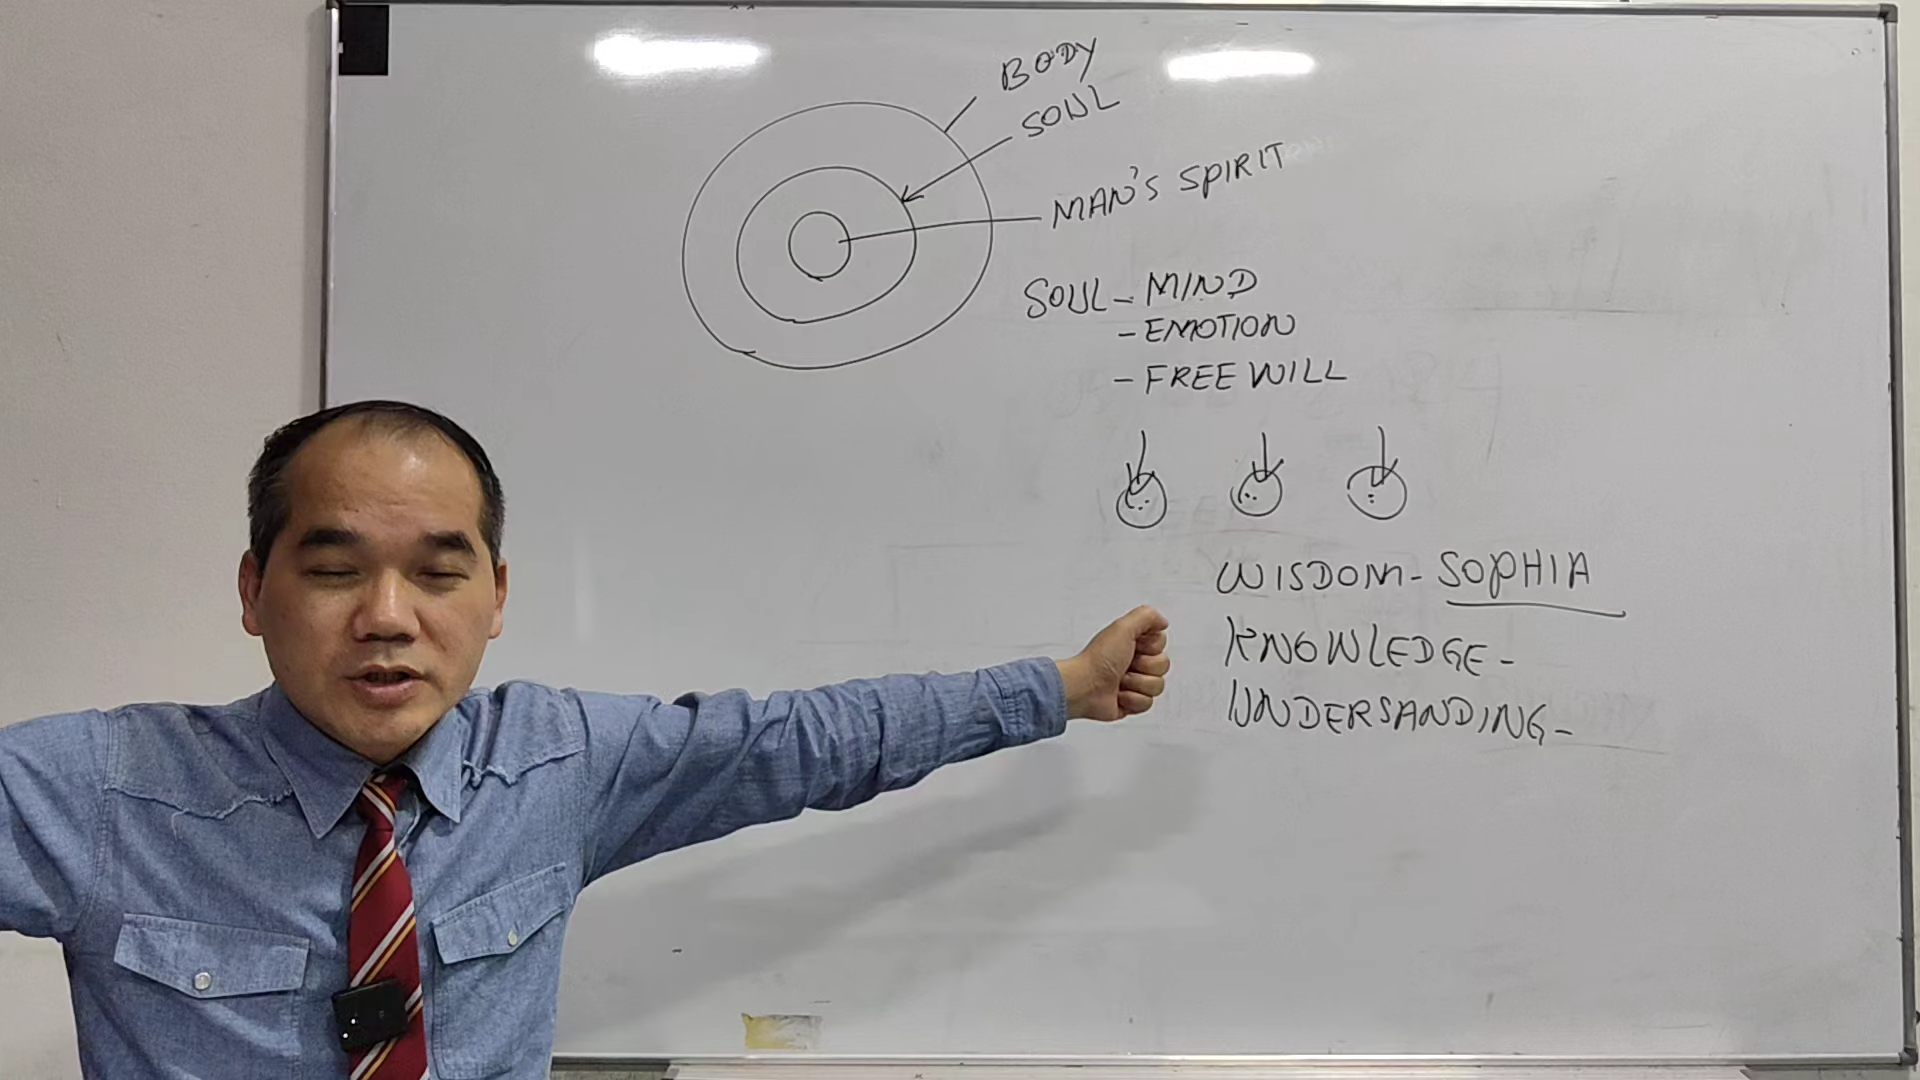 BODY
SOUL
MAN'S SPIRIT
SOUL - MIND
- EMOTION
- FREE WILL
WISDOM - SOPHIA
KNOWLEDGE -
UNDERSANDING -